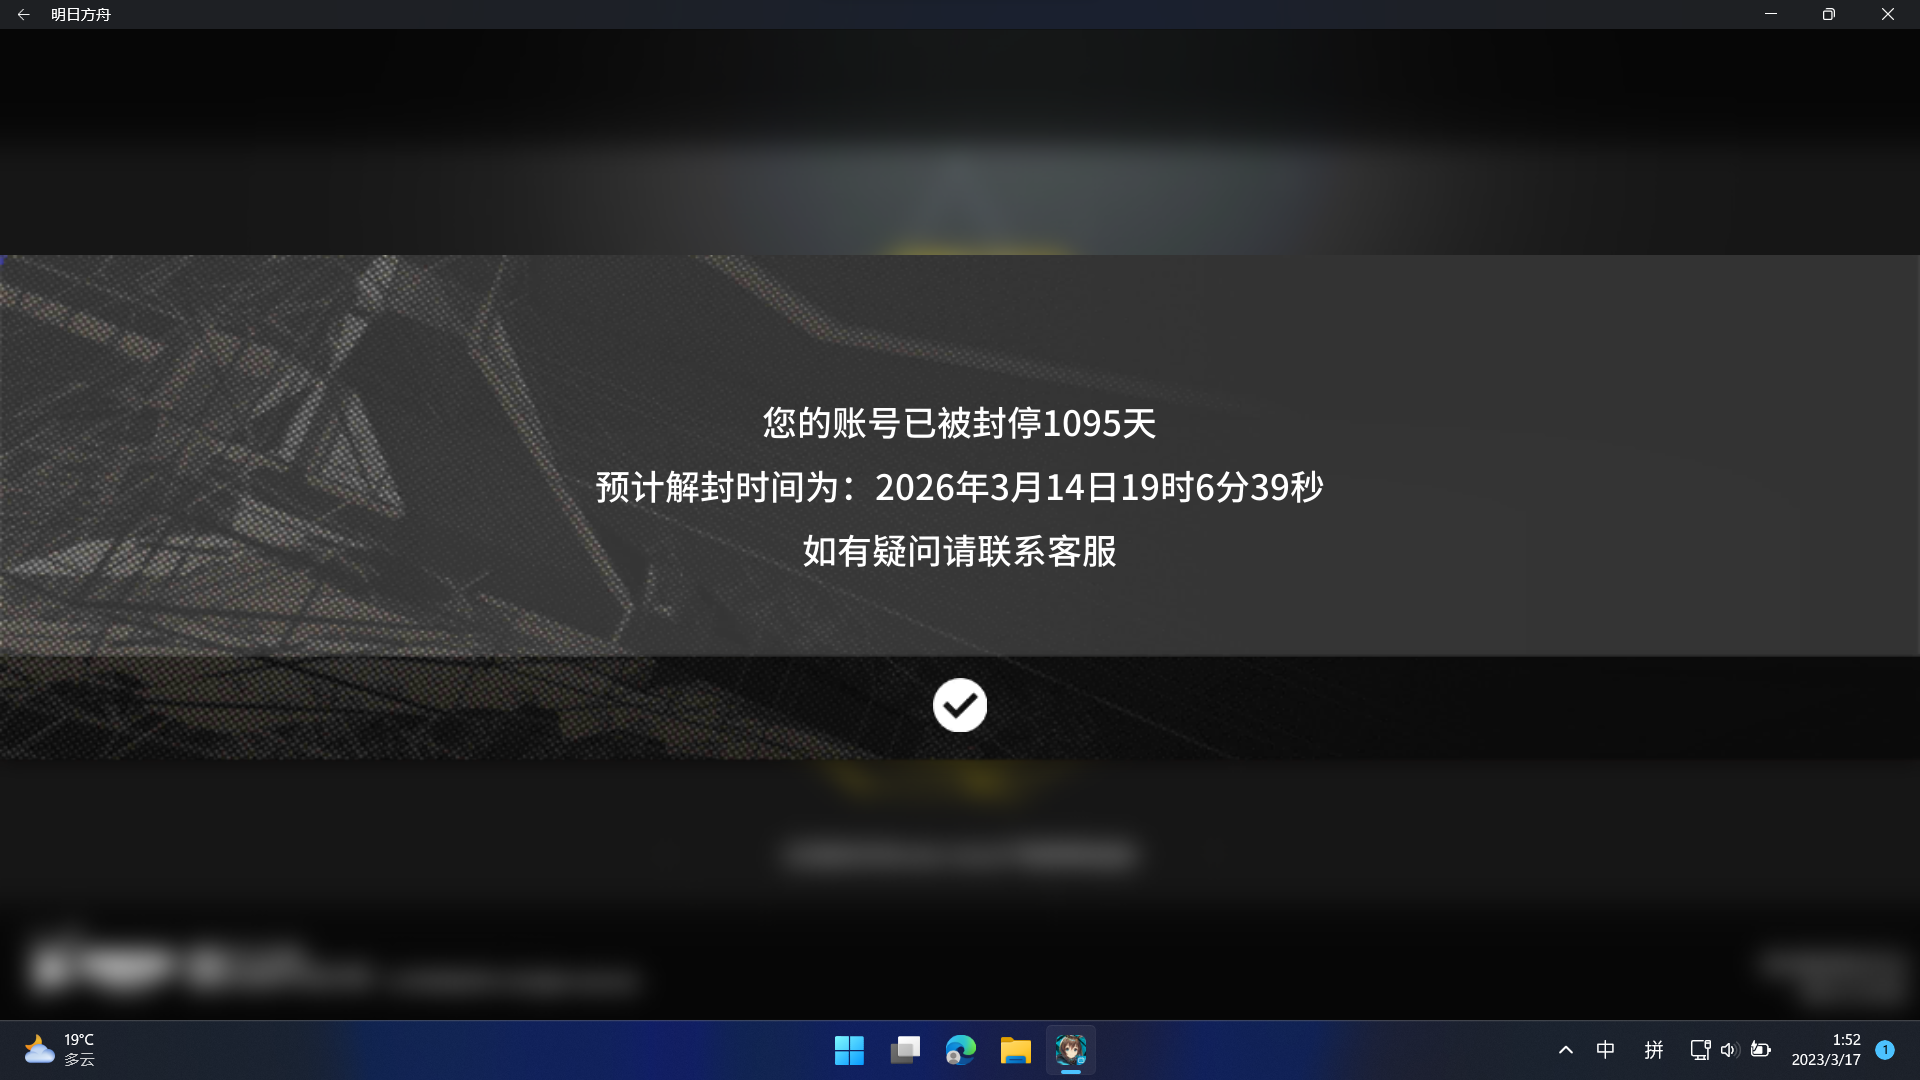 明日方舟
您的账号已被封停1095天
预计解封时间为：2026年3月14日19时6分39秒
如有疑问请联系客服
19°C
多云
中
拼
1:52
2023/3/17
1